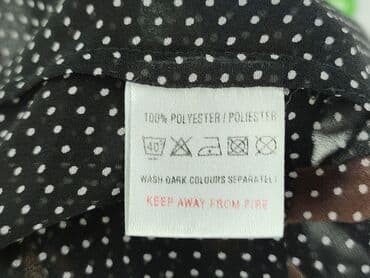 100% POLYESTER / POLIESTER
40
WASH DARK COLOURS SEPARATELY
KEEP AWAY FROM FIRE